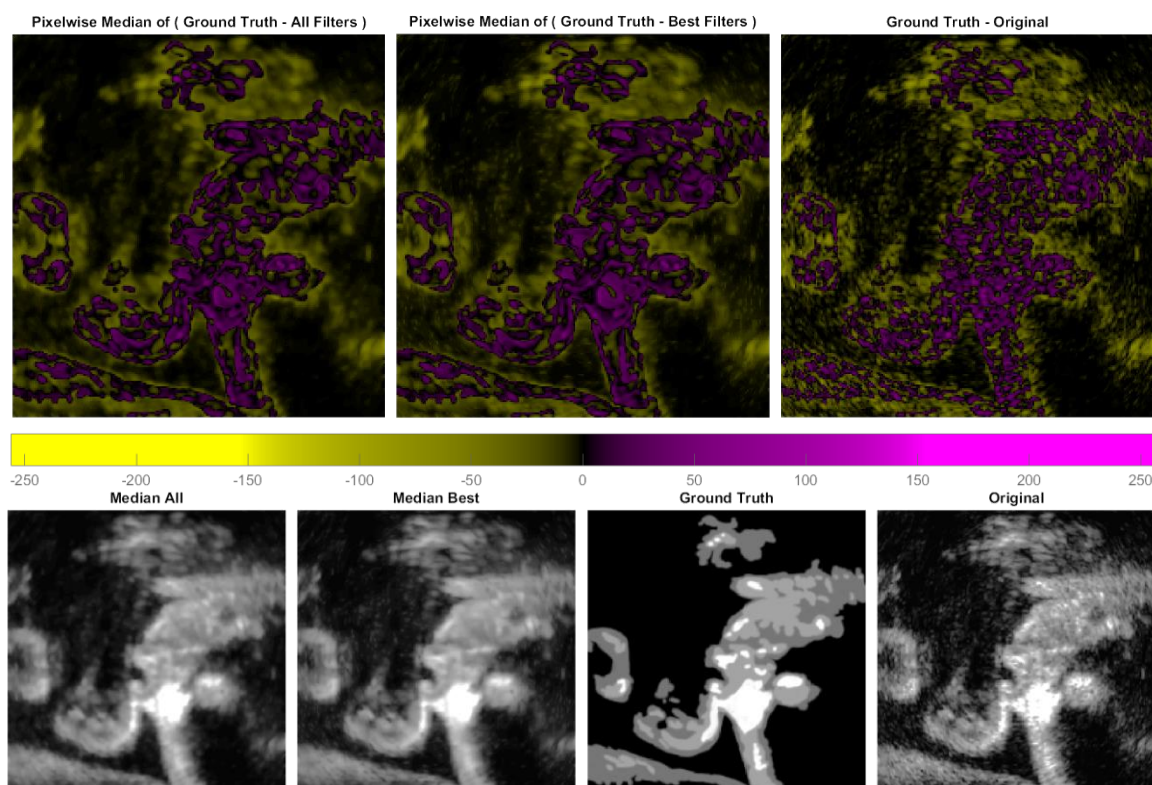 Pixelwise Median of ( Ground Truth - All Filters )
Pixelwise Median of ( Ground Truth - Best Filters )
Ground Truth - Original
-250 -200 -150 -100 -50 0 50 100 150 200 250
Median All
Median Best
Ground Truth
Original